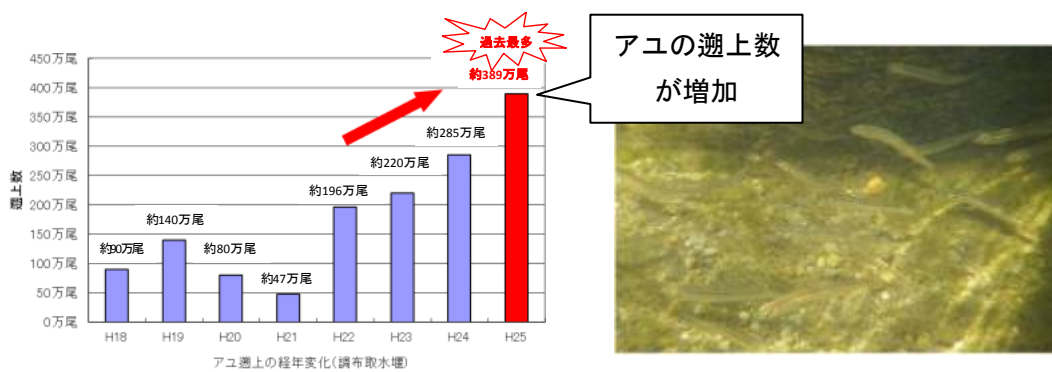 過去最多
アユの遡上数
が増加
450万尾
400万尾
350万尾
300万尾
250万尾
200万尾
150万尾
100万尾
50万尾
0万尾
遡上数
約90万尾
約140万尾
約80万尾
約47万尾
約196万尾
約220万尾
約285万尾
約389万尾
H18
H19
H20
H21
H22
H23
H24
H25
アユ遡上の経年変化(調布取水堰)